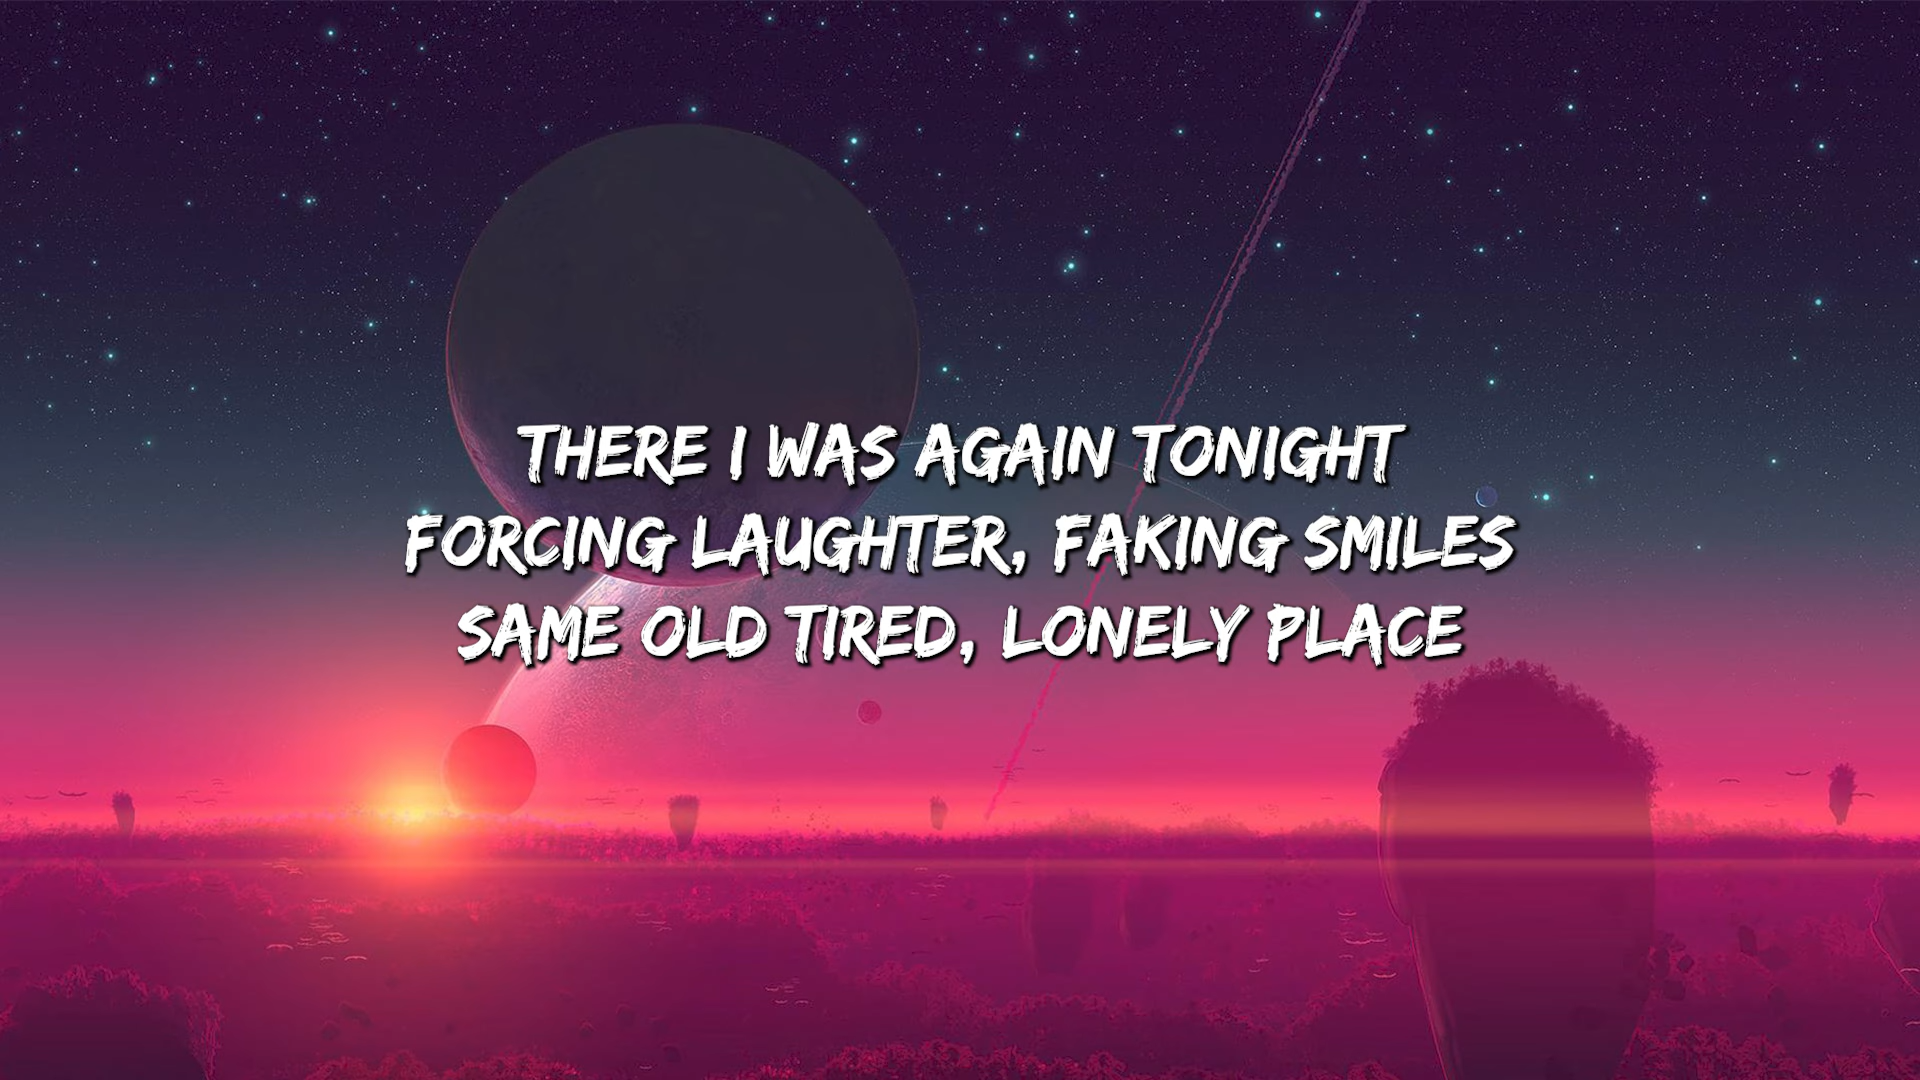 THERE I WAS AGAIN TONIGHT
FORCING LAUGHTER, FAKING SMILES
SAME OLD TIRED, LONELY PLACE